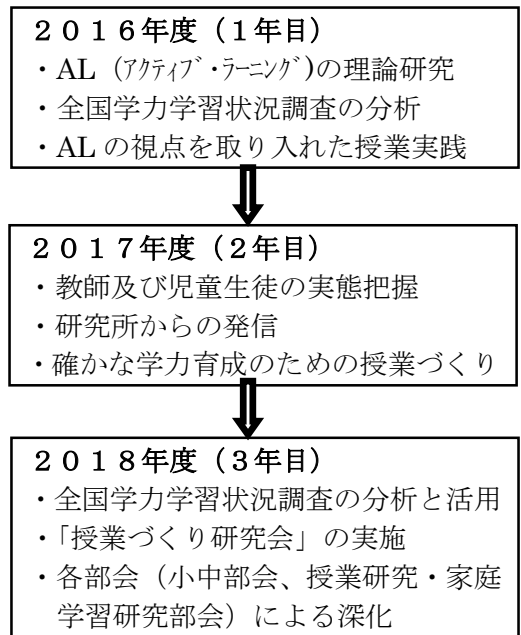 ２０１６年度（１年目）
・AL（ｱｸﾃｨﾌﾞ・ﾗｰﾆﾝｸﾞ)の理論研究
・全国学力学習状況調査の分析
・AL の視点を取り入れた授業実践
２０１７年度（２年目）
・教師及び児童生徒の実態把握
・研究所からの発信
・確かな学力育成のための授業づくり
２０１８年度（３年目）
・全国学力学習状況調査の分析と活用
・「授業づくり研究会」の実施
・各部会（小中部会、授業研究・家庭
学習研究部会）による深化